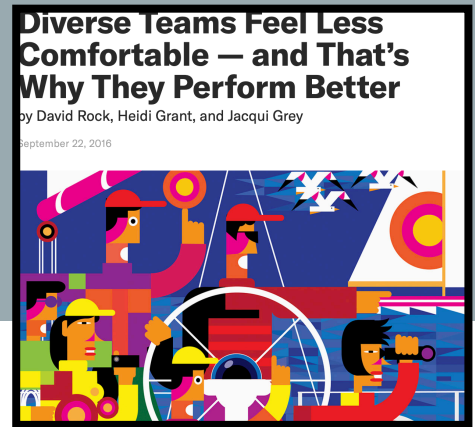 Diverse Teams Feel Less
Comfortable — and That's
Why They Perform Better
by David Rock, Heidi Grant, and Jacqui Grey
September 22, 2016